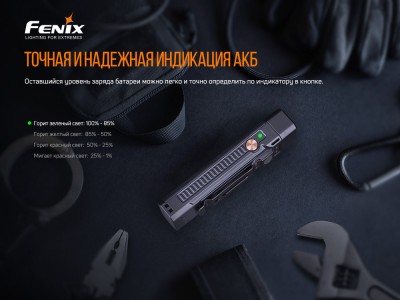 FENIX
LIGHTING FOR EXTREMES
ТОЧНАЯ И НАДЕЖНАЯ ИНДИКАЦИЯ АКБ
Оставшийся уровень заряда батареи можно легко и точно определить по индикатору в кнопке.
Горит зеленый свет: 100% - 85%
Горит желтый свет: 85% - 50%
Горит красный свет: 50% - 25%
Мигает красный свет: 25% - 1%